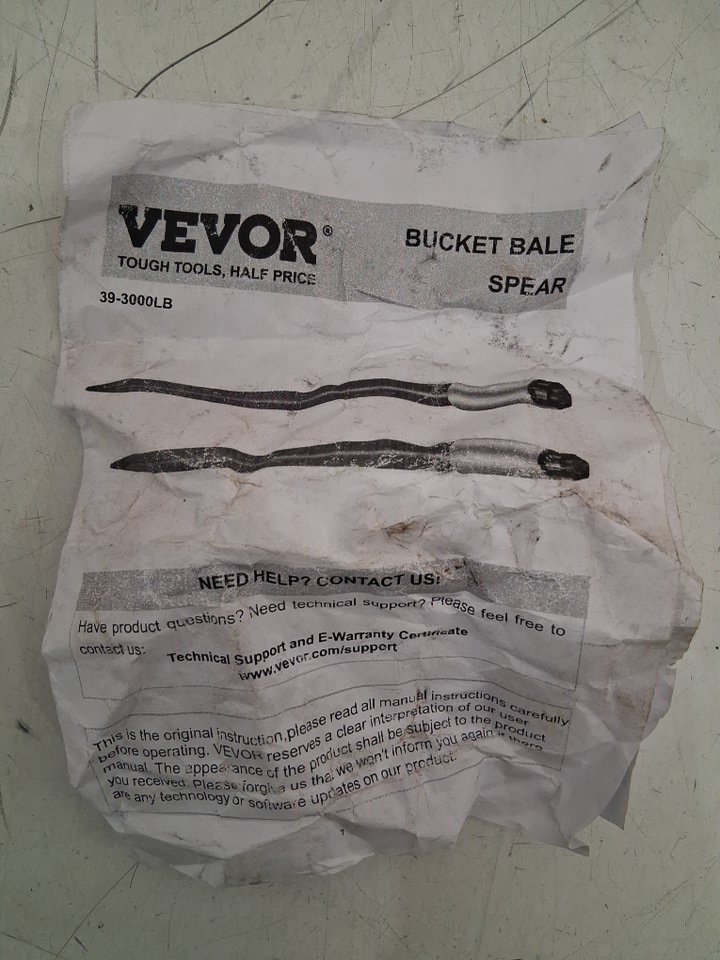 VEVOR®
TOUGH TOOLS, HALF PRICE
BUCKET BALE
SPEAR
39-3000LB
NEED HELP? CONTACT US!
Have product questions? Need technical support? Please feel free to
contact us:
Technical Support and E-Warranty Certificate
www.vevor.com/support
This is the original instruction,please read all manual instructions carefully
before operating. VEVOR reserves a clear interpretation of our user
manual. The appearance of the product shall be subject to the product
you received. Please forgive us that we won't inform you again if there
are any technology or software updates on our product.
1